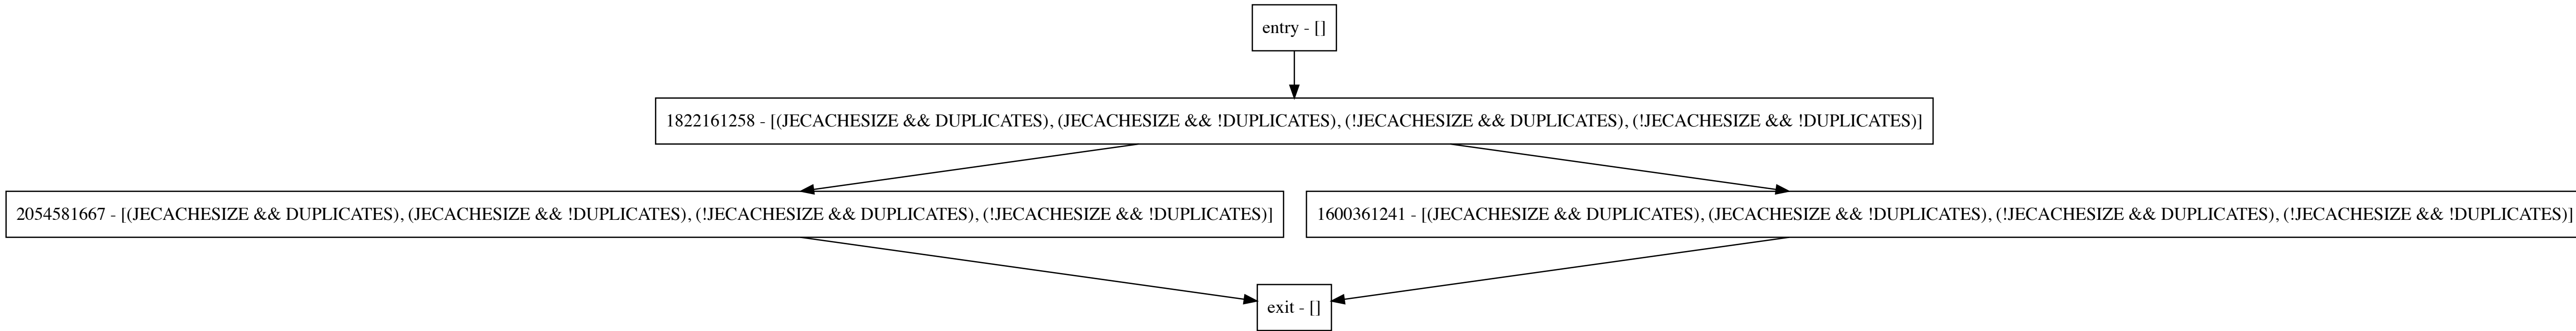 entry - []
1822161258 - [(JECACHESIZE && DUPLICATES), (JECACHESIZE && !DUPLICATES), (!JECACHESIZE && DUPLICATES), (!JECACHESIZE && !DUPLICATES)]
2054581667 - [(JECACHESIZE && DUPLICATES), (JECACHESIZE && !DUPLICATES), (!JECACHESIZE && DUPLICATES), (!JECACHESIZE && !DUPLICATES)]
1600361241 - [(JECACHESIZE && DUPLICATES), (JECACHESIZE && !DUPLICATES), (!JECACHESIZE && DUPLICATES), (!JECACHESIZE && !DUPLICATES)]
exit - []